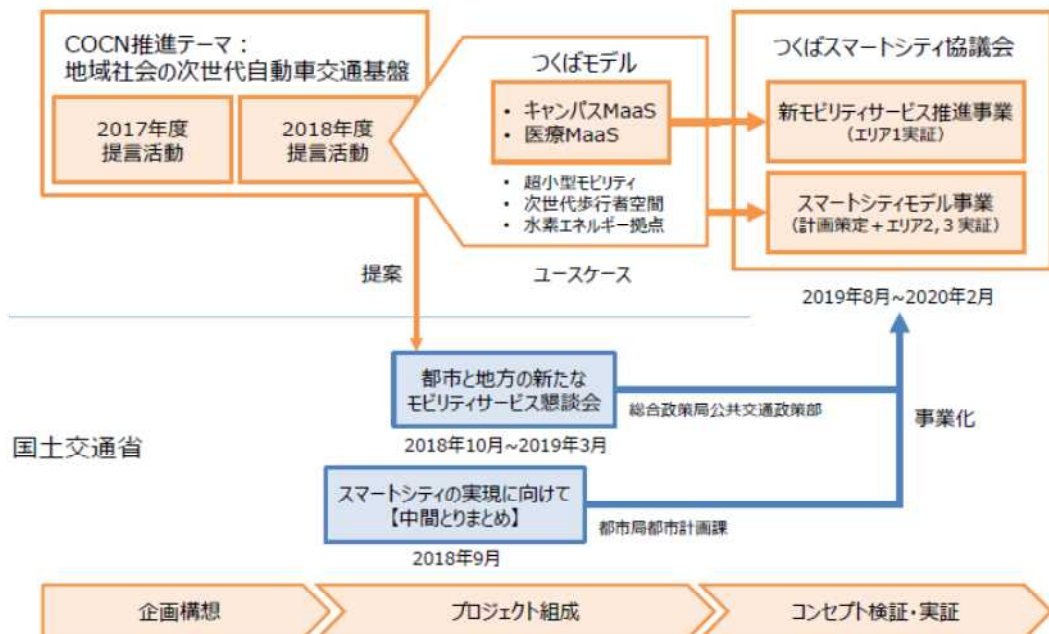 COCN推進テーマ：
地域社会の次世代自動車交通基盤
2017年度
提言活動
2018年度
提言活動
つくばモデル
• キャンパスMaaS
• 医療MaaS
• 超小型モビリティ
• 次世代歩行者空間
• 水素エネルギー拠点
ユースケース
つくばスマートシティ協議会
新モビリティサービス推進事業
（エリア1実証）
スマートシティモデル事業
（計画策定＋エリア2, 3 実証）
2019年8月~2020年2月
提案
都市と地方の新たな
モビリティサービス懇談会
2018年10月~2019年3月
総合政策局公共交通政策部
事業化
国土交通省
スマートシティの実現に向けて
【中間とりまとめ】
2018年9月
都市局都市計画課
企画構想
プロジェクト組成
コンセプト検証・実証